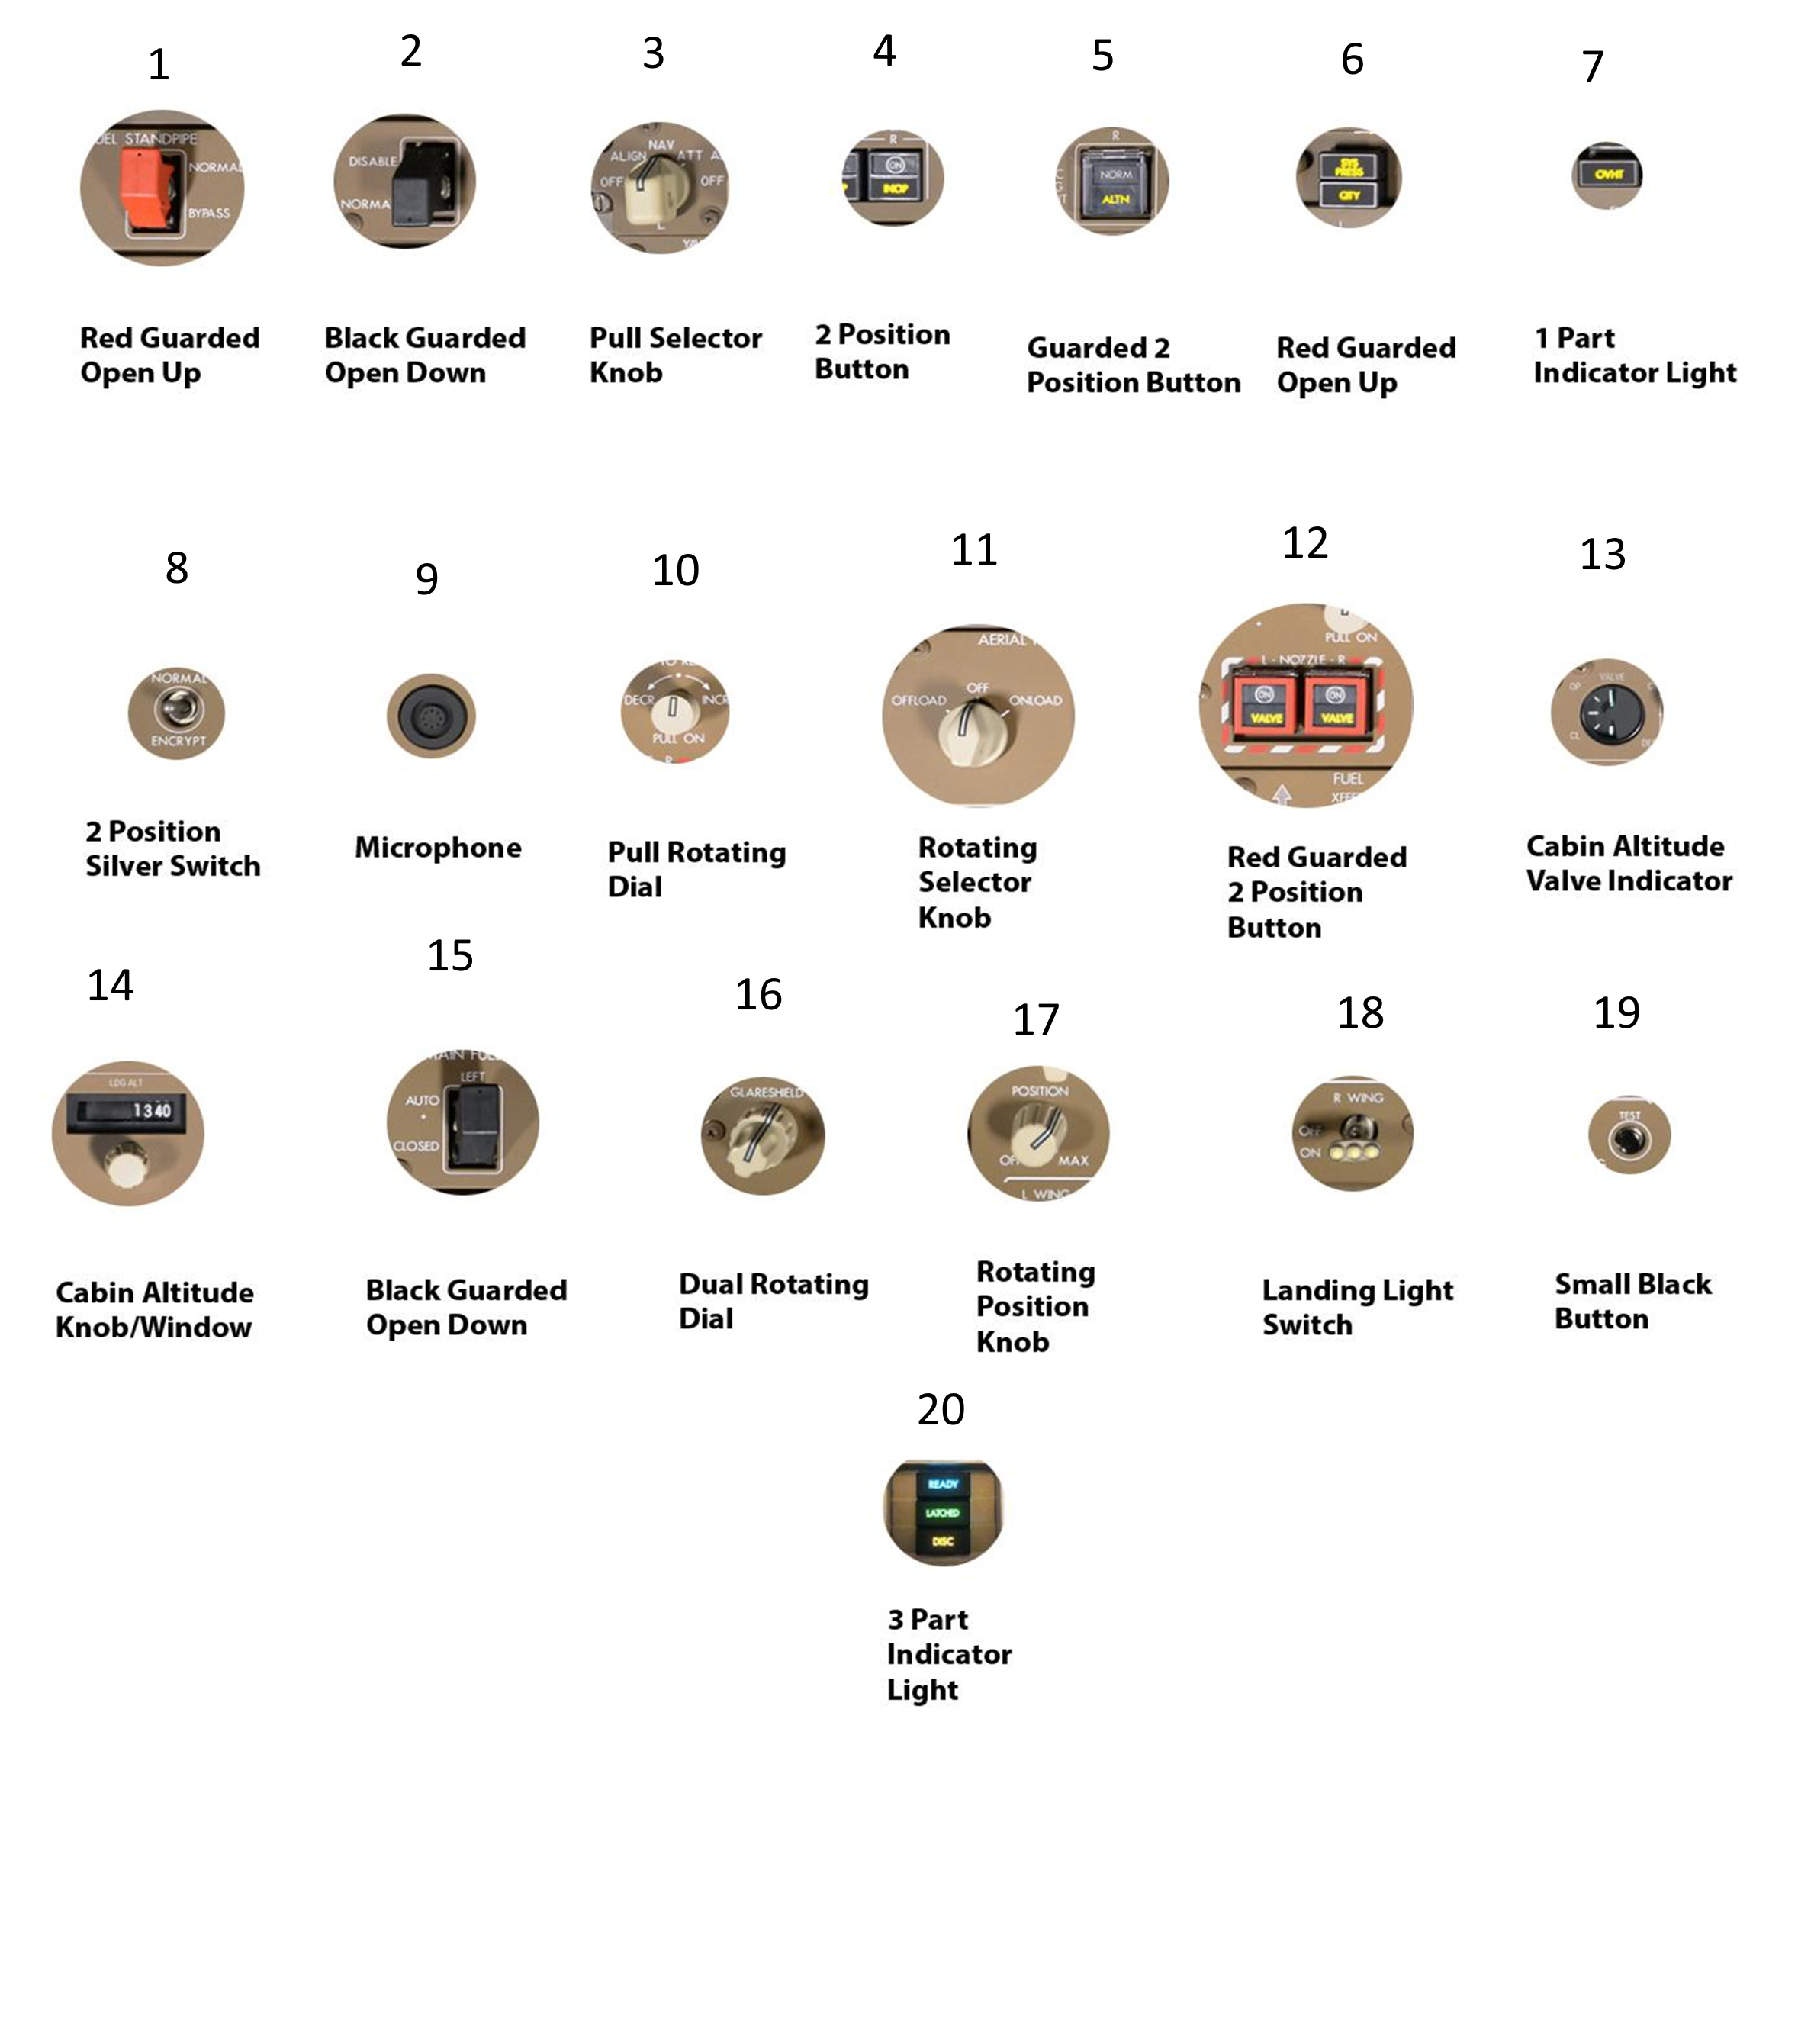 1
2
3
4
5
6
7
UEL STANDPIPE
NORMAL
BYPASS
DISABLE
NORMA
NAV
ALIGN
ATT A
OFF
OFF
L
R
ON
INOP
R
NORM
ALTN
SYS
PRESS
QTY
L
OVHT
Red Guarded
Open Up
Black Guarded
Open Down
Pull Selector
Knob
2 Position
Button
Guarded 2
Position Button
Red Guarded
Open Up
1 Part
Indicator Light
8
9
10
11
12
13
NORMAL
ENCRYPT
DECR
INCR
PULL ON
R
AERIAL
OFF
OFFLOAD
ONLOAD
PULL ON
L - NOZZLE - R
ON
ON
VALVE
VALVE
FUEL
XFE
VALVE
OP
CL
2 Position
Silver Switch
Microphone
Pull Rotating
Dial
Rotating
Selector
Knob
Red Guarded
2 Position
Button
Cabin Altitude
Valve Indicator
14
15
16
17
18
19
LDG ALT
1340
MAIN FUEL
LEFT
AUTO
CLOSED
GLARESHIELD
POSITION
OFF
MAX
L WING
R WING
OFF
ON
TEST
Cabin Altitude
Knob/Window
Black Guarded
Open Down
Dual Rotating
Dial
Rotating
Position
Knob
Landing Light
Switch
Small Black
Button
20
READY
LATCHED
DISC
3 Part
Indicator
Light